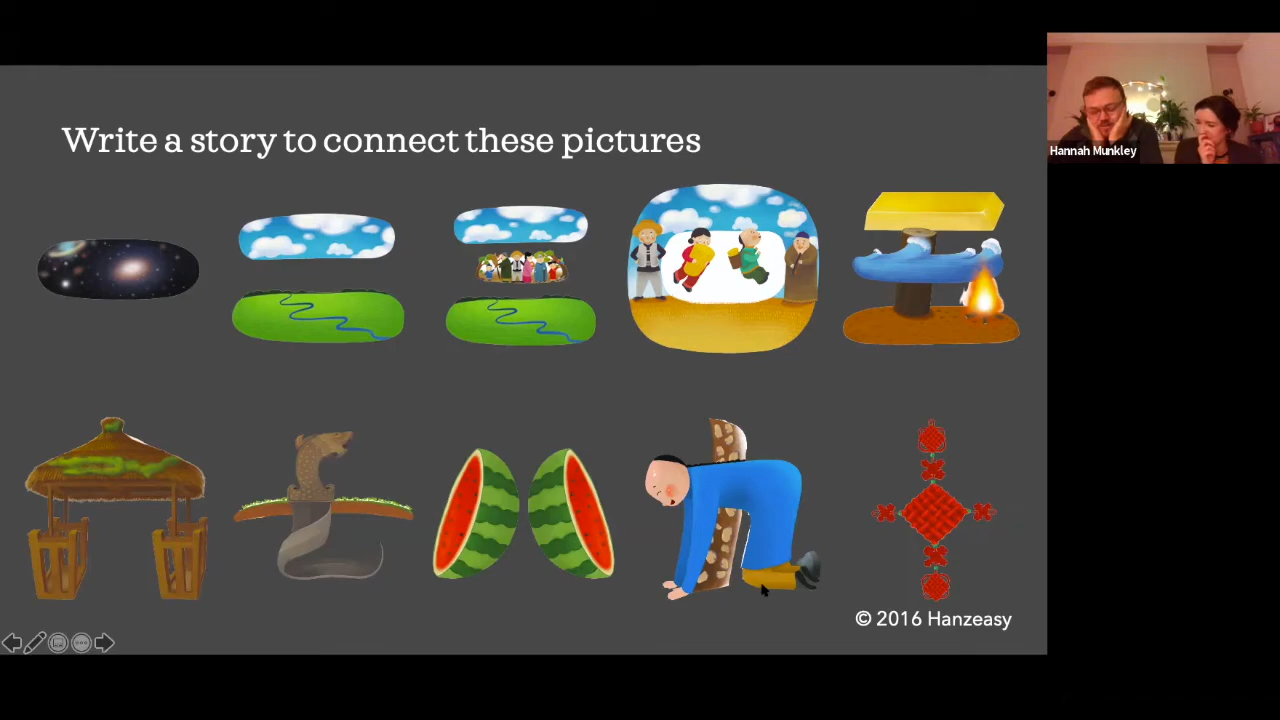 Write a story to connect these pictures
Hannah Munkley
© 2016 Hanzeasy